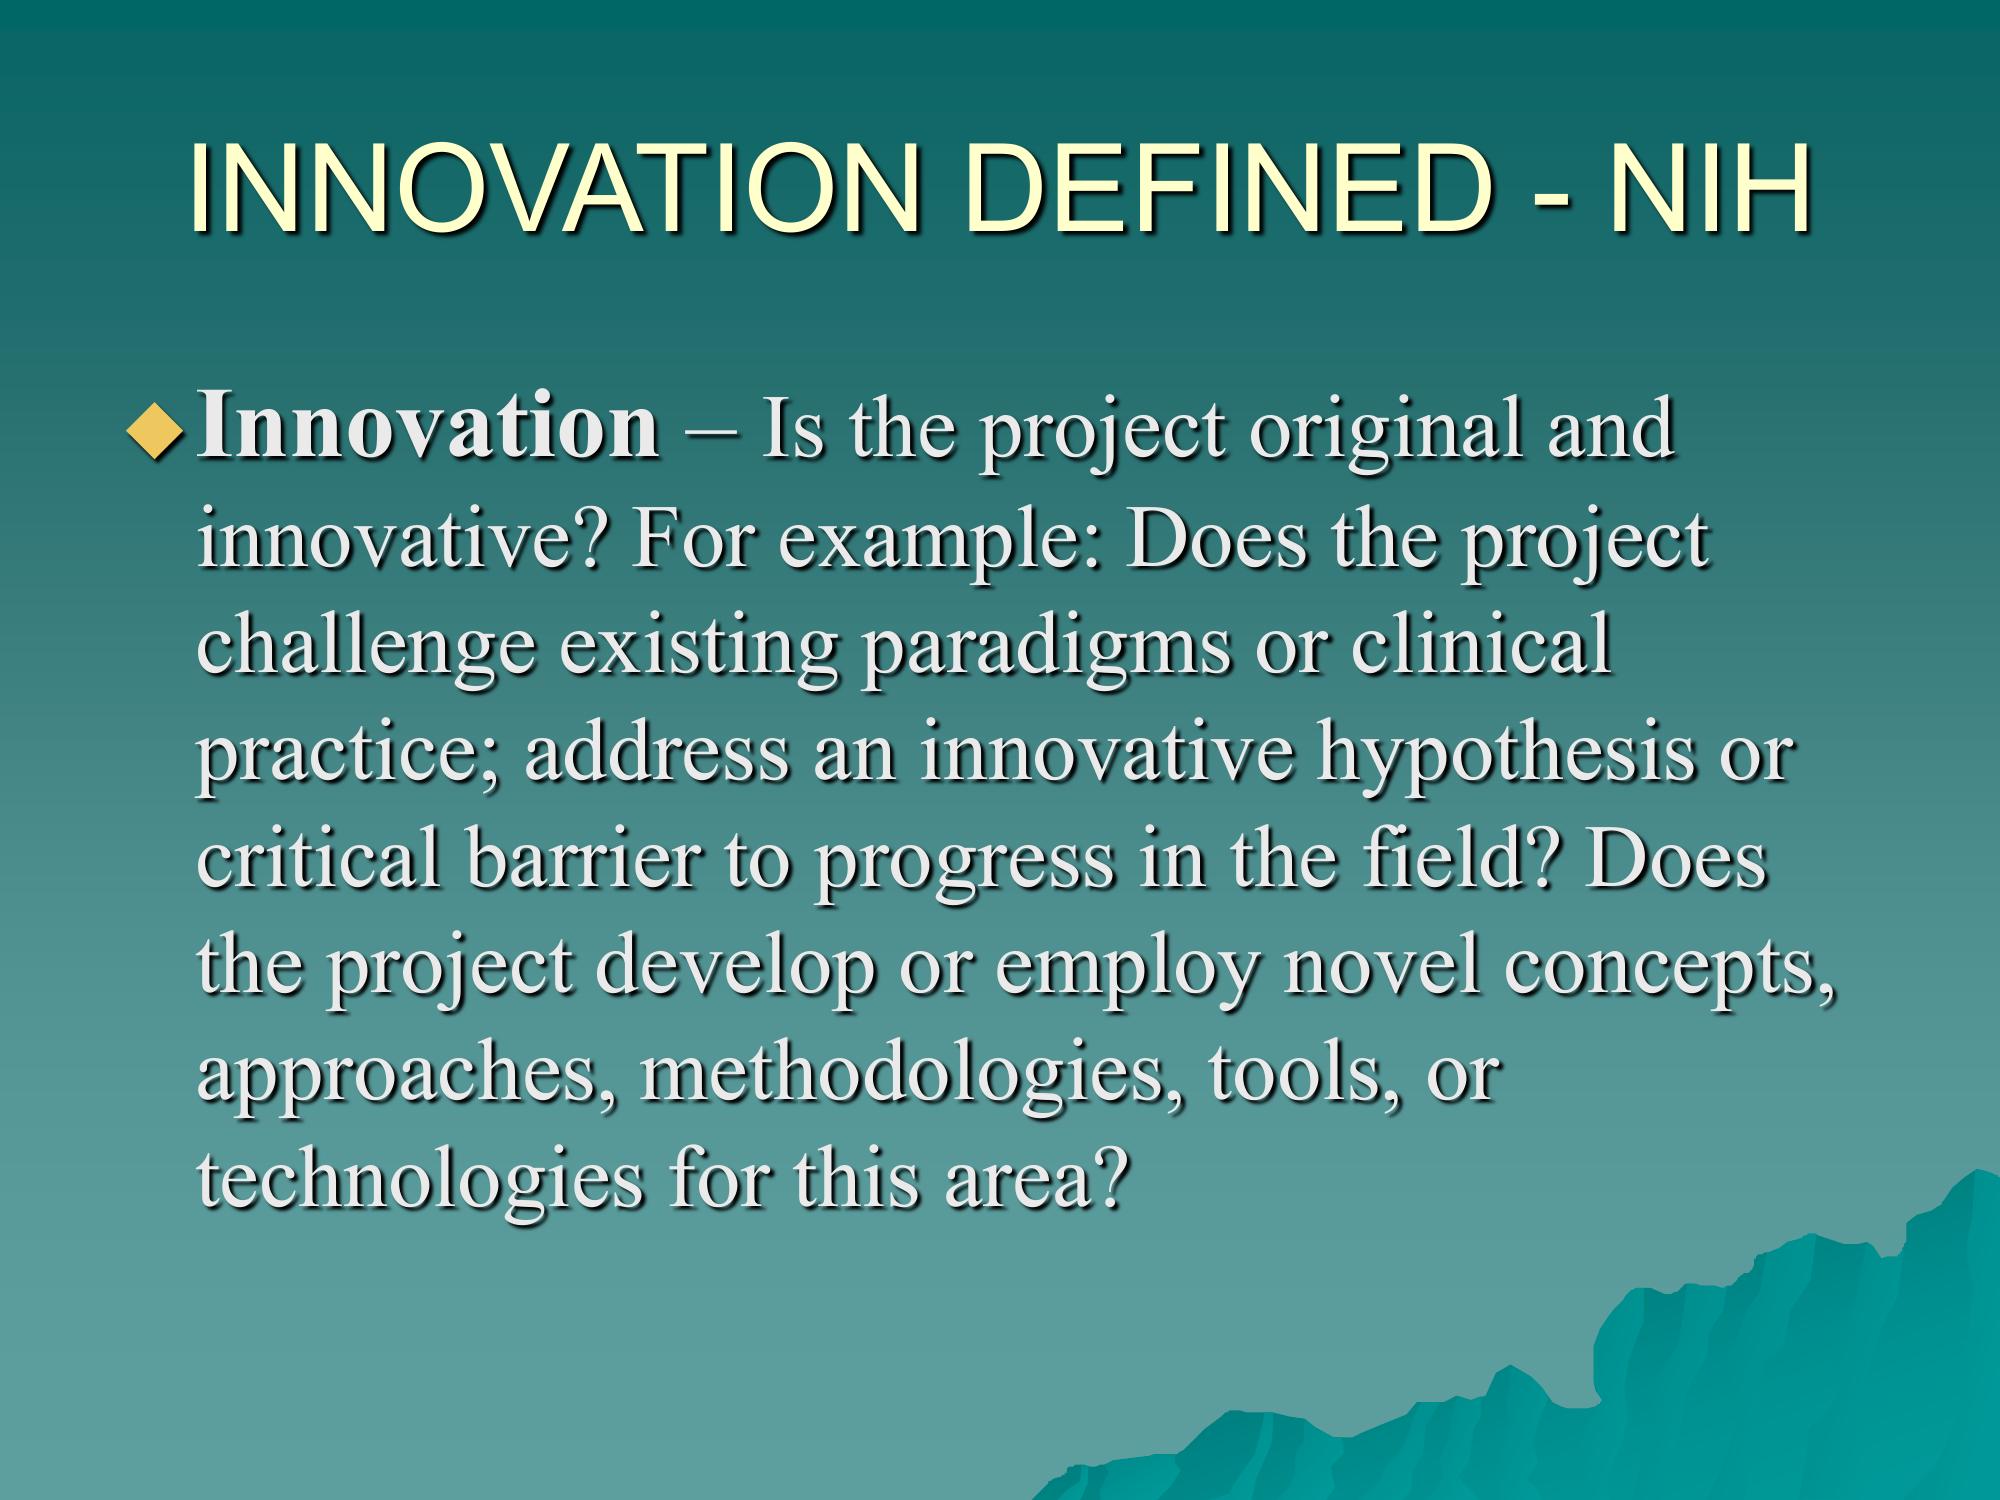 INNOVATION DEFINED - NIH
Innovation – Is the project original and
innovative? For example: Does the project
challenge existing paradigms or clinical
practice; address an innovative hypothesis or
critical barrier to progress in the field? Does
the project develop or employ novel concepts,
approaches, methodologies, tools, or
technologies for this area?